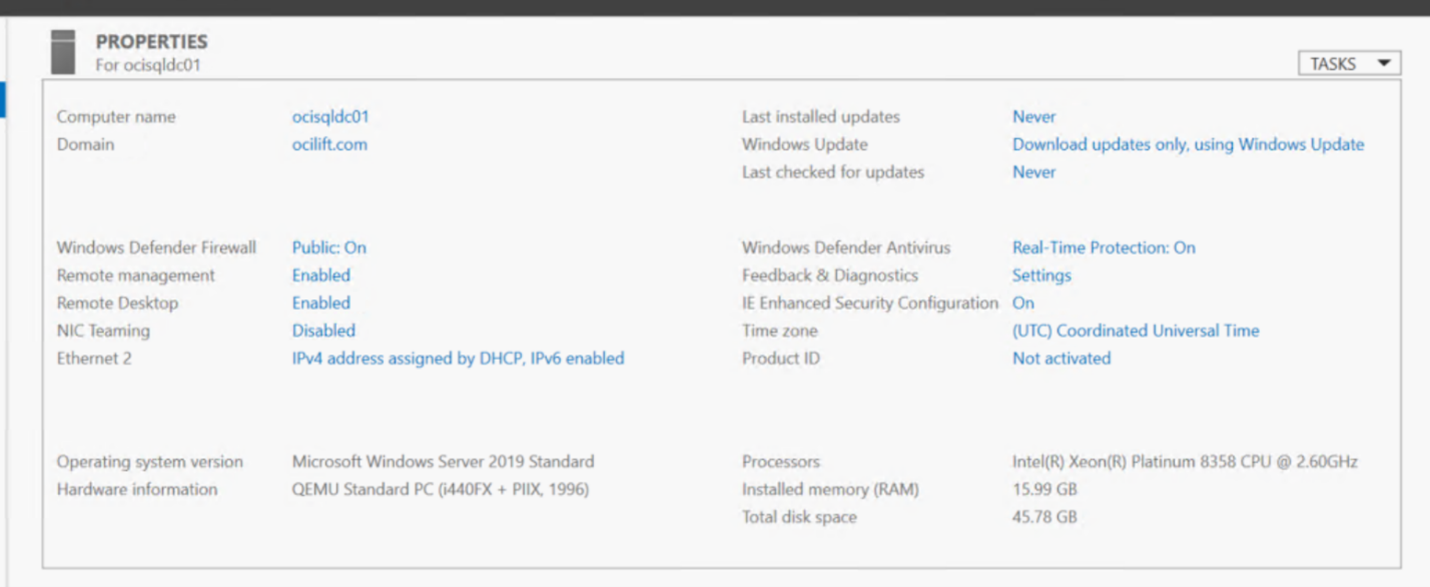 PROPERTIES
For ocisqldc01
TASKS
Computer name ocisqldc01 Last installed updates Never
Domain ocilift.com Windows Update Download updates only, using Windows Update
Last checked for updates Never
Windows Defender Firewall Public: On Windows Defender Antivirus Real-Time Protection: On
Remote management Enabled Feedback & Diagnostics Settings
Remote Desktop Enabled IE Enhanced Security Configuration On
NIC Teaming Disabled Time zone (UTC) Coordinated Universal Time
Ethernet 2 IPv4 address assigned by DHCP, IPv6 enabled Product ID Not activated
Operating system version Microsoft Windows Server 2019 Standard Processors Intel(R) Xeon(R) Platinum 8358 CPU @ 2.60GHz
Hardware information QEMU Standard PC (i440FX + PIIX, 1996) Installed memory (RAM) 15.99 GB
Total disk space 45.78 GB